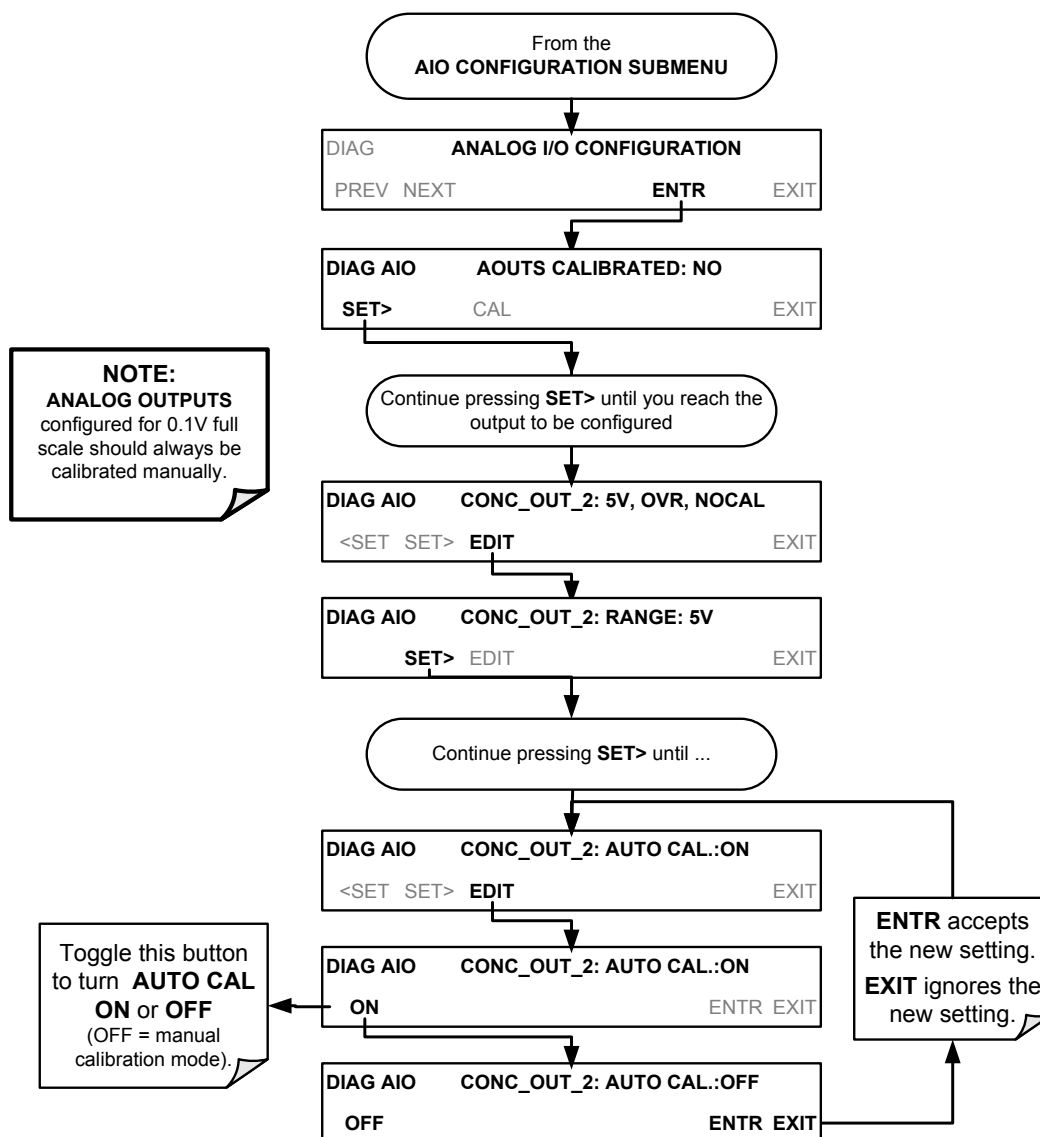 From the
AIO CONFIGURATION SUBMENU
DIAG ANALOG I/O CONFIGURATION
PREV NEXT ENTR EXIT
DIAG AIO AOUTS CALIBRATED: NO
SET> CAL EXIT
NOTE:
ANALOG OUTPUTS
configured for 0.1V full
scale should always be
calibrated manually.
Continue pressing SET> until you reach the
output to be configured
DIAG AIO CONC_OUT_2: 5V, OVR, NOCAL
<SET SET> EDIT EXIT
DIAG AIO CONC_OUT_2: RANGE: 5V
SET> EDIT EXIT
Continue pressing SET> until ...
DIAG AIO CONC_OUT_2: AUTO CAL.:ON
<SET SET> EDIT EXIT
Toggle this button
to turn AUTO CAL
ON or OFF
(OFF = manual
calibration mode).
DIAG AIO CONC_OUT_2: AUTO CAL.:ON
ON ENTR EXIT
ENTR accepts
the new setting.
EXIT ignores the
new setting.
DIAG AIO CONC_OUT_2: AUTO CAL.:OFF
OFF ENTR EXIT